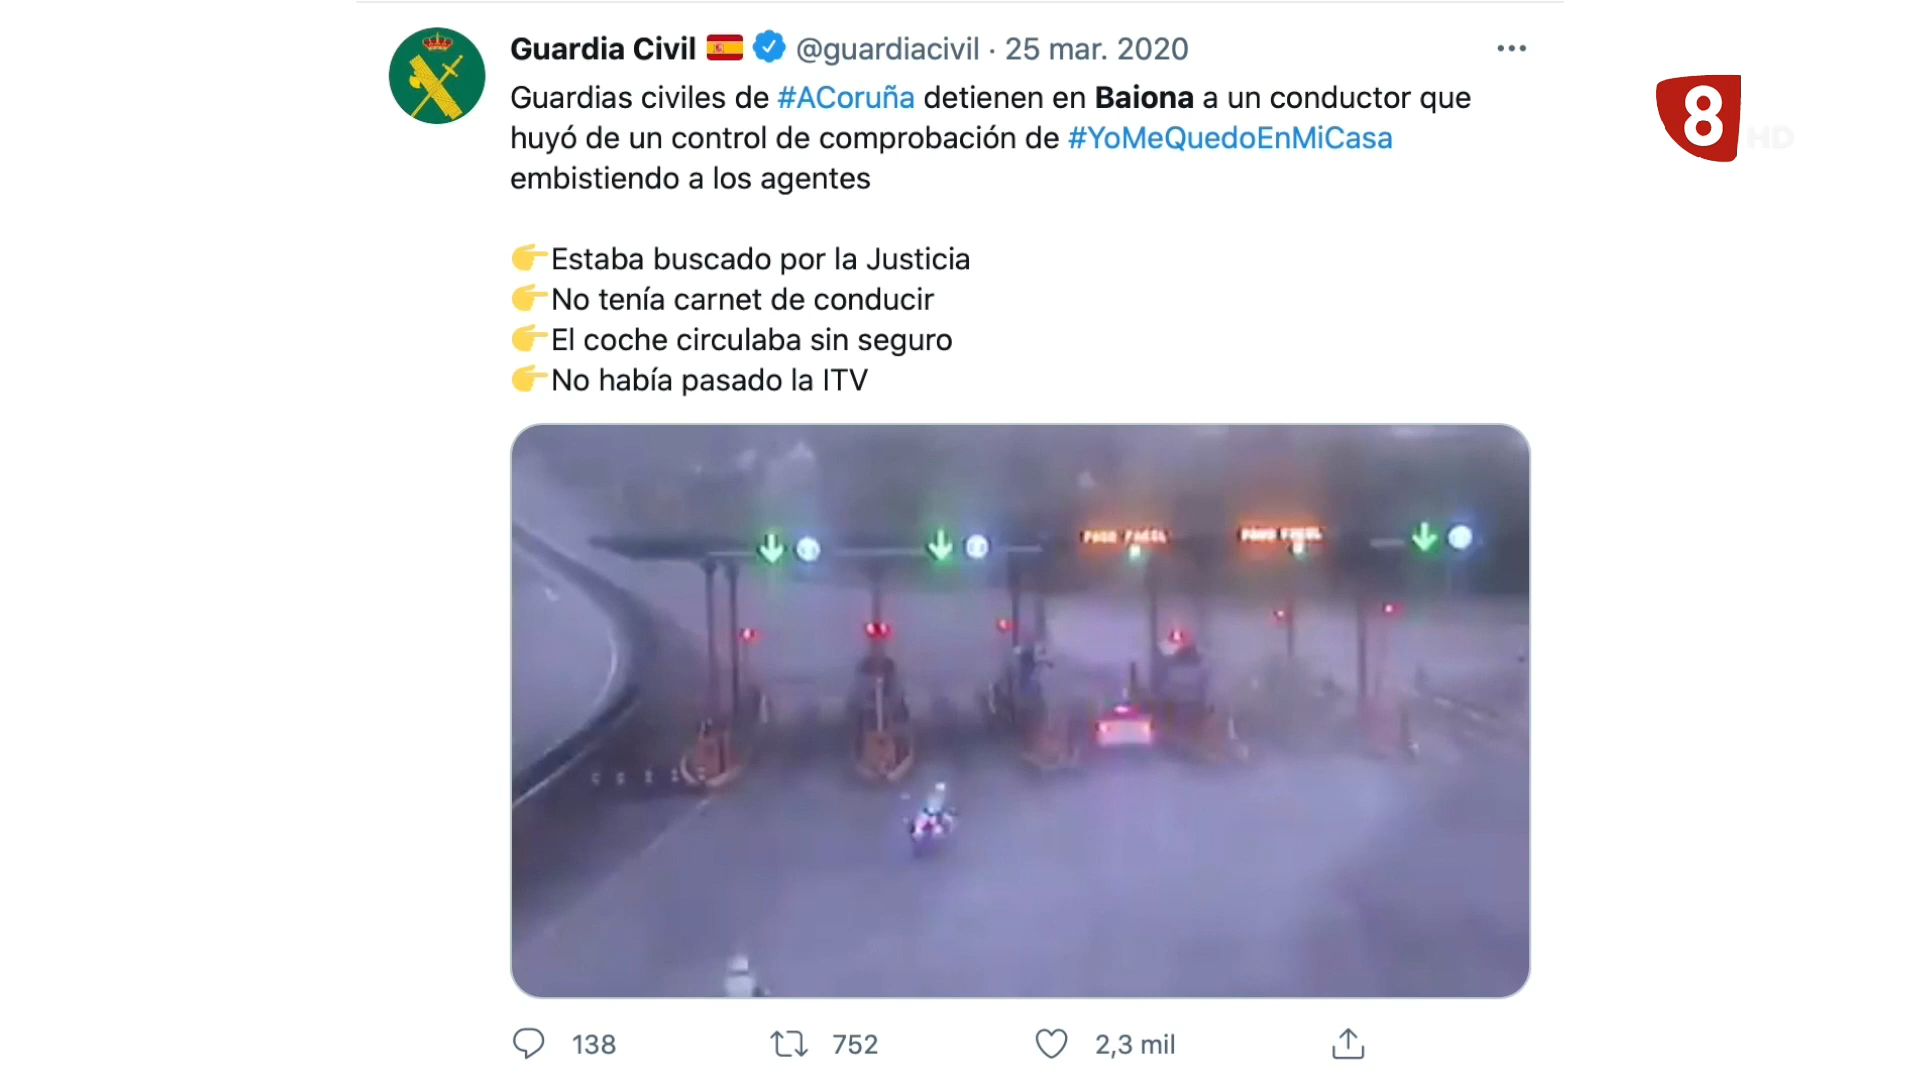 Guardia Civil @guardiacivil · 25 mar. 2020
Guardias civiles de #ACoruña detienen en Baiona a un conductor que
huyó de un control de comprobación de #YoMeQuedoEnMiCasa
embistiendo a los agentes
👉Estaba buscado por la Justicia
👉No tenía carnet de conducir
👉El coche circulaba sin seguro
👉No había pasado la ITV
138 752 2,3 mil
8 HD